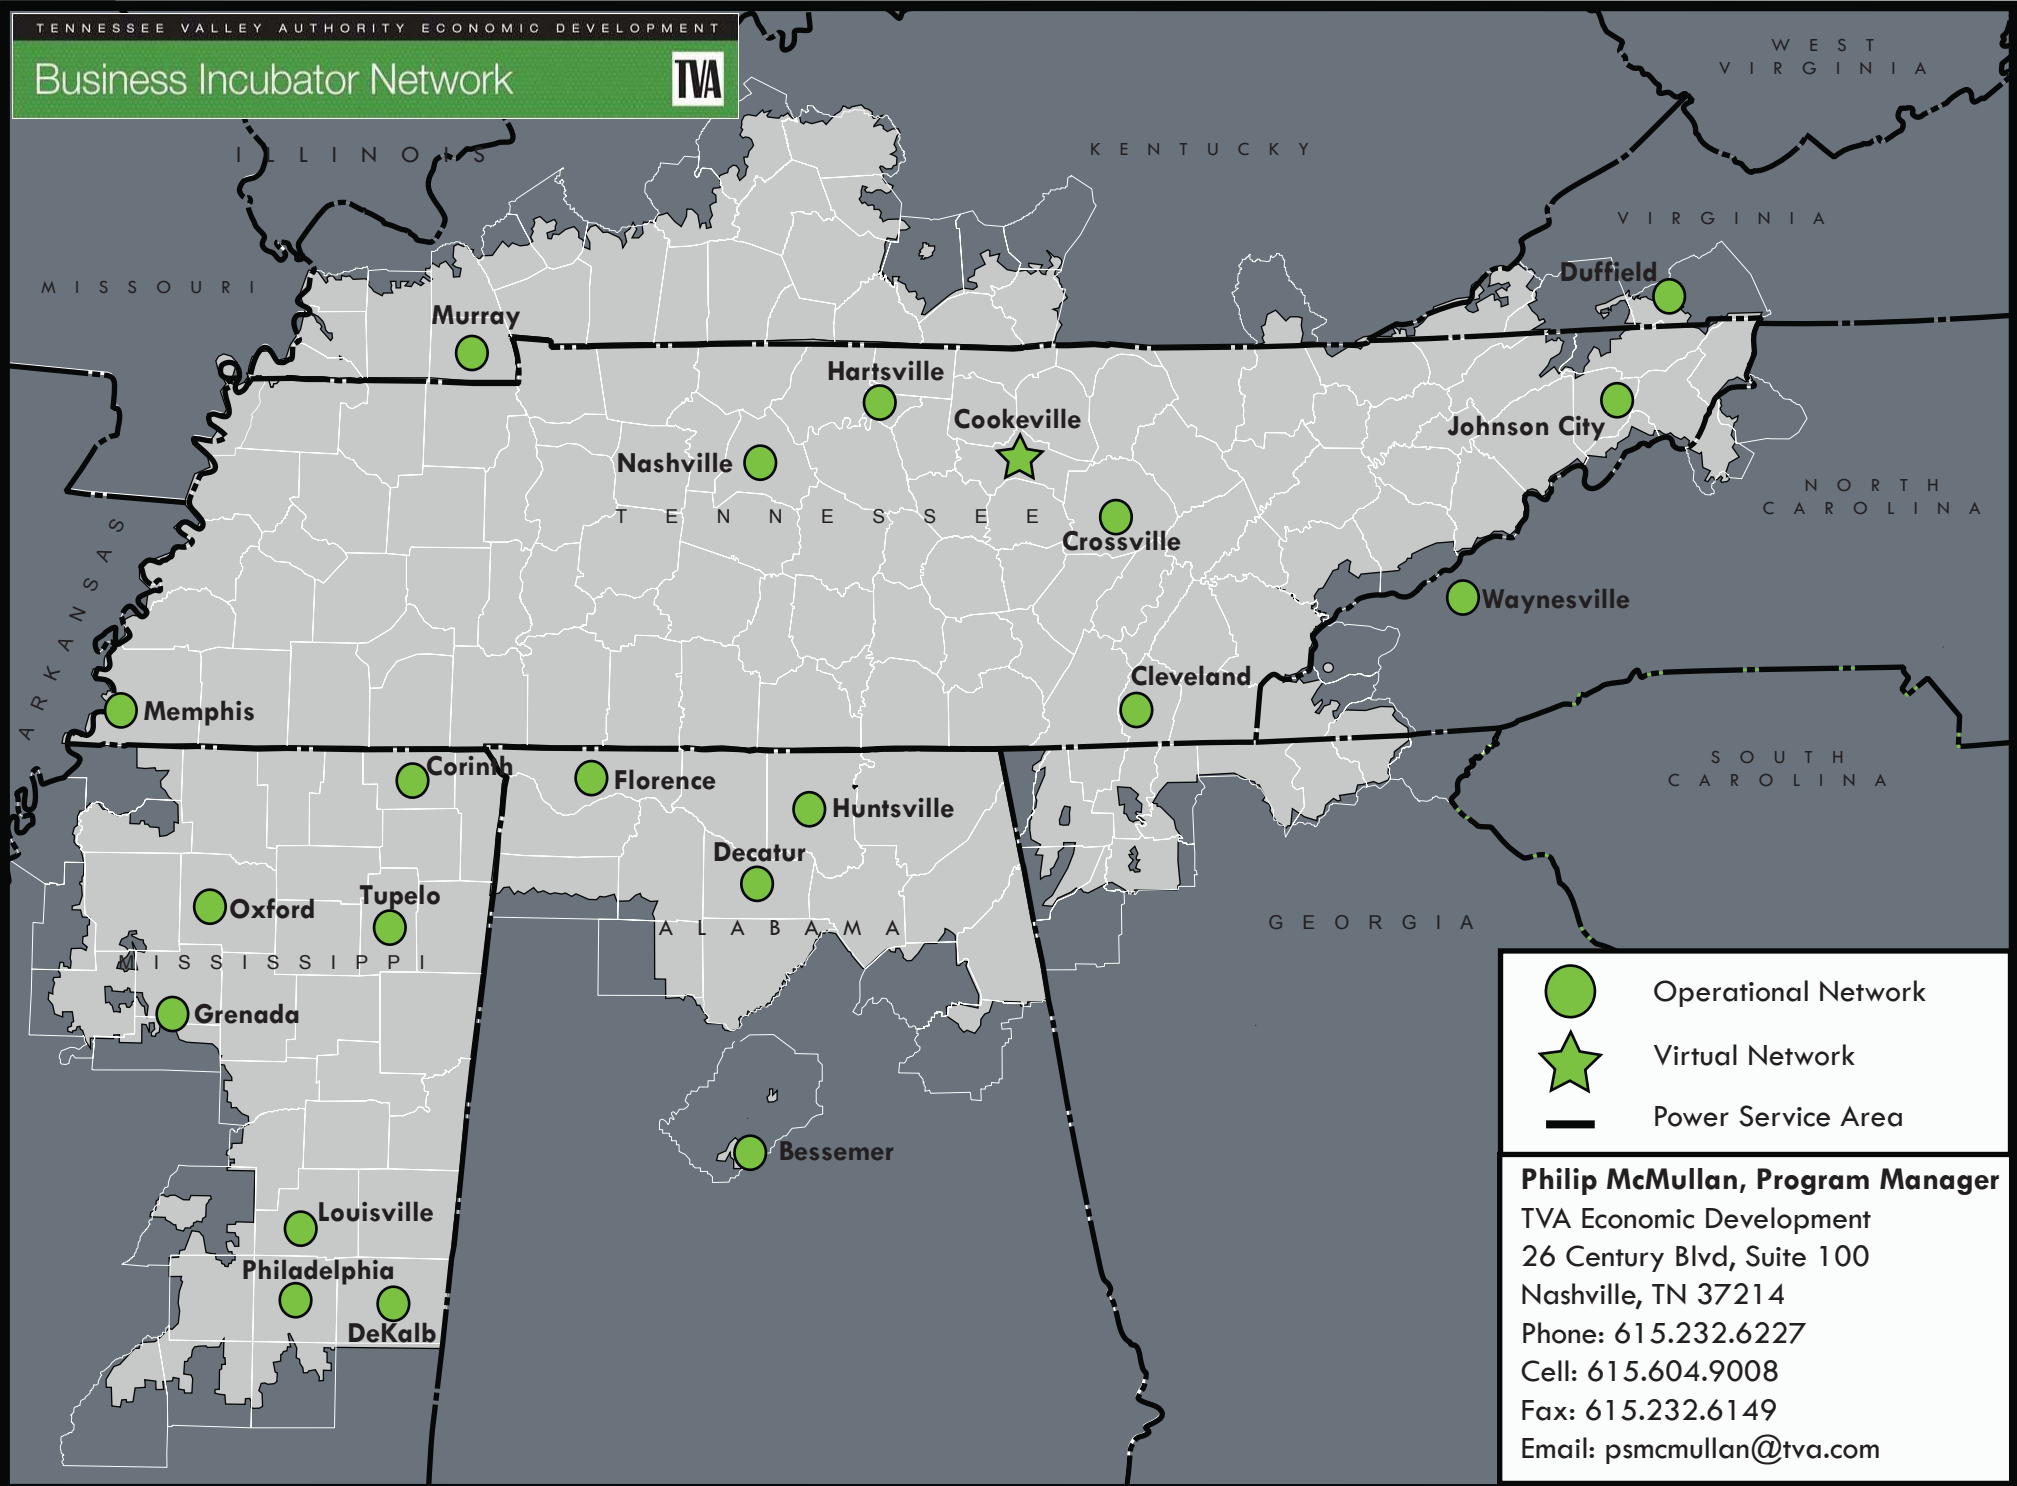 TENNESSEE VALLEY AUTHORITY ECONOMIC DEVELOPMENT
Business Incubator Network
TVA
WEST
VIRGINIA
ILLINOIS
KENTUCKY
VIRGINIA
MISSOURI
Duffield
Murray
Hartsville
Cookeville
Johnson City
Nashville
NORTH
CAROLINA
TENNESSEE
Crossville
ARKANSAS
Waynesville
Cleveland
Memphis
Corinth
Florence
SOUTH
CAROLINA
Huntsville
Decatur
Tupelo
Oxford
ALABAMA
GEORGIA
MISSISSIPPI
Grenada
Bessemer
Louisville
Philadelphia
DeKalb
Operational Network
Virtual Network
Power Service Area
Philip McMullan, Program Manager
TVA Economic Development
26 Century Blvd, Suite 100
Nashville, TN 37214
Phone: 615.232.6227
Cell: 615.604.9008
Fax: 615.232.6149
Email: psmcmullan@tva.com